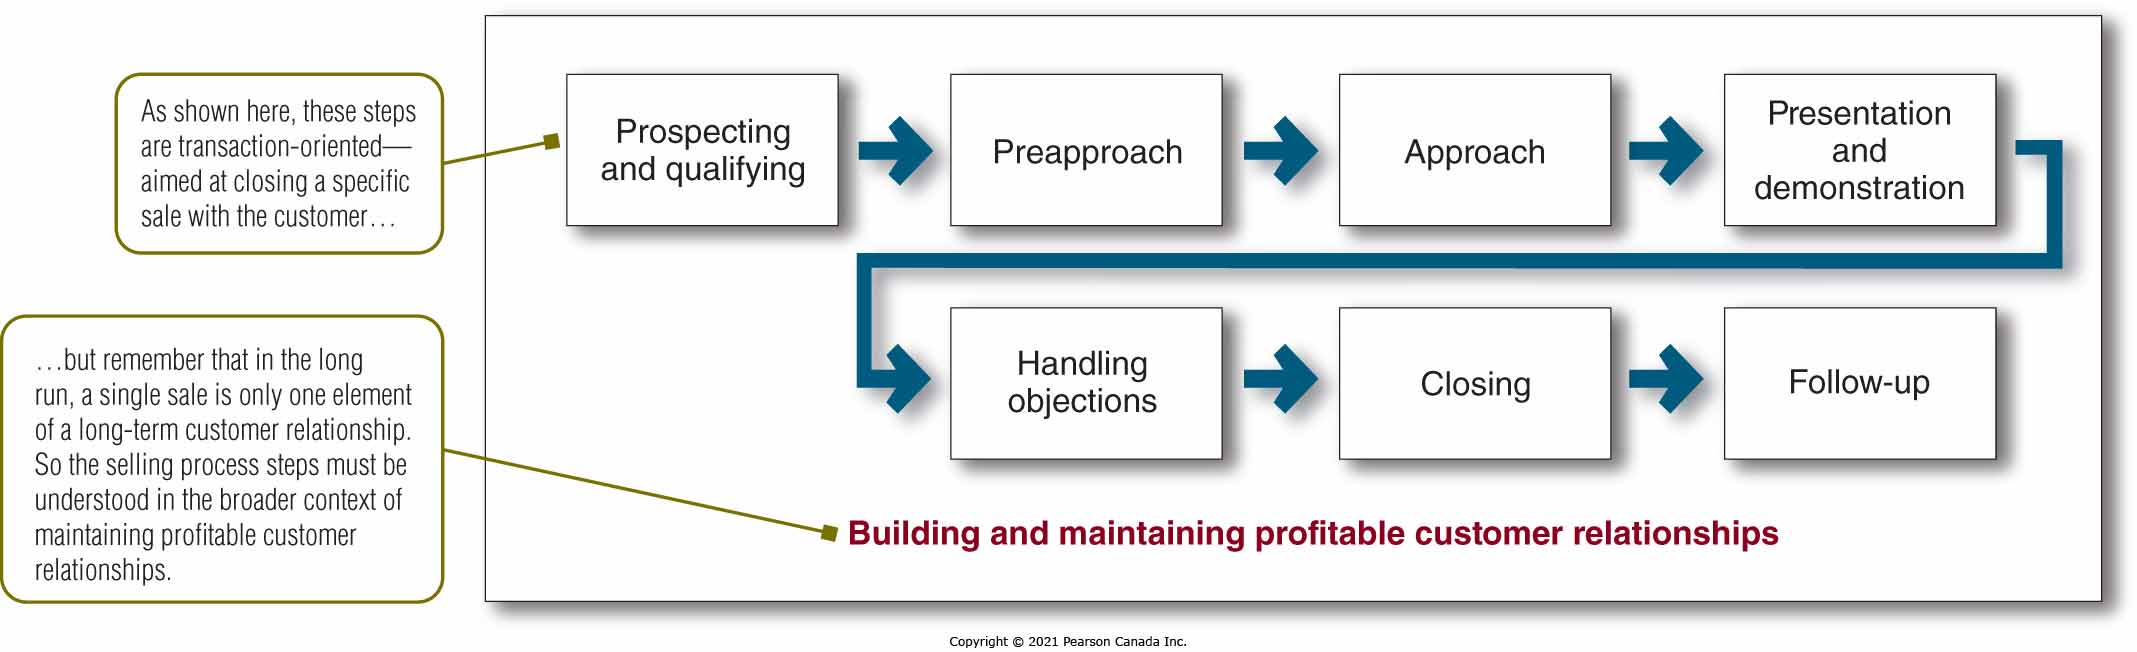 As shown here, these steps
are transaction-oriented—
aimed at closing a specific
sale with the customer…
Prospecting
and qualifying
Preapproach
Approach
Presentation
and
demonstration
…but remember that in the long
run, a single sale is only one element
of a long-term customer relationship.
So the selling process steps must be
understood in the broader context of
maintaining profitable customer
relationships.
Handling
objections
Closing
Follow-up
Building and maintaining profitable customer relationships
Copyright © 2021 Pearson Canada Inc.